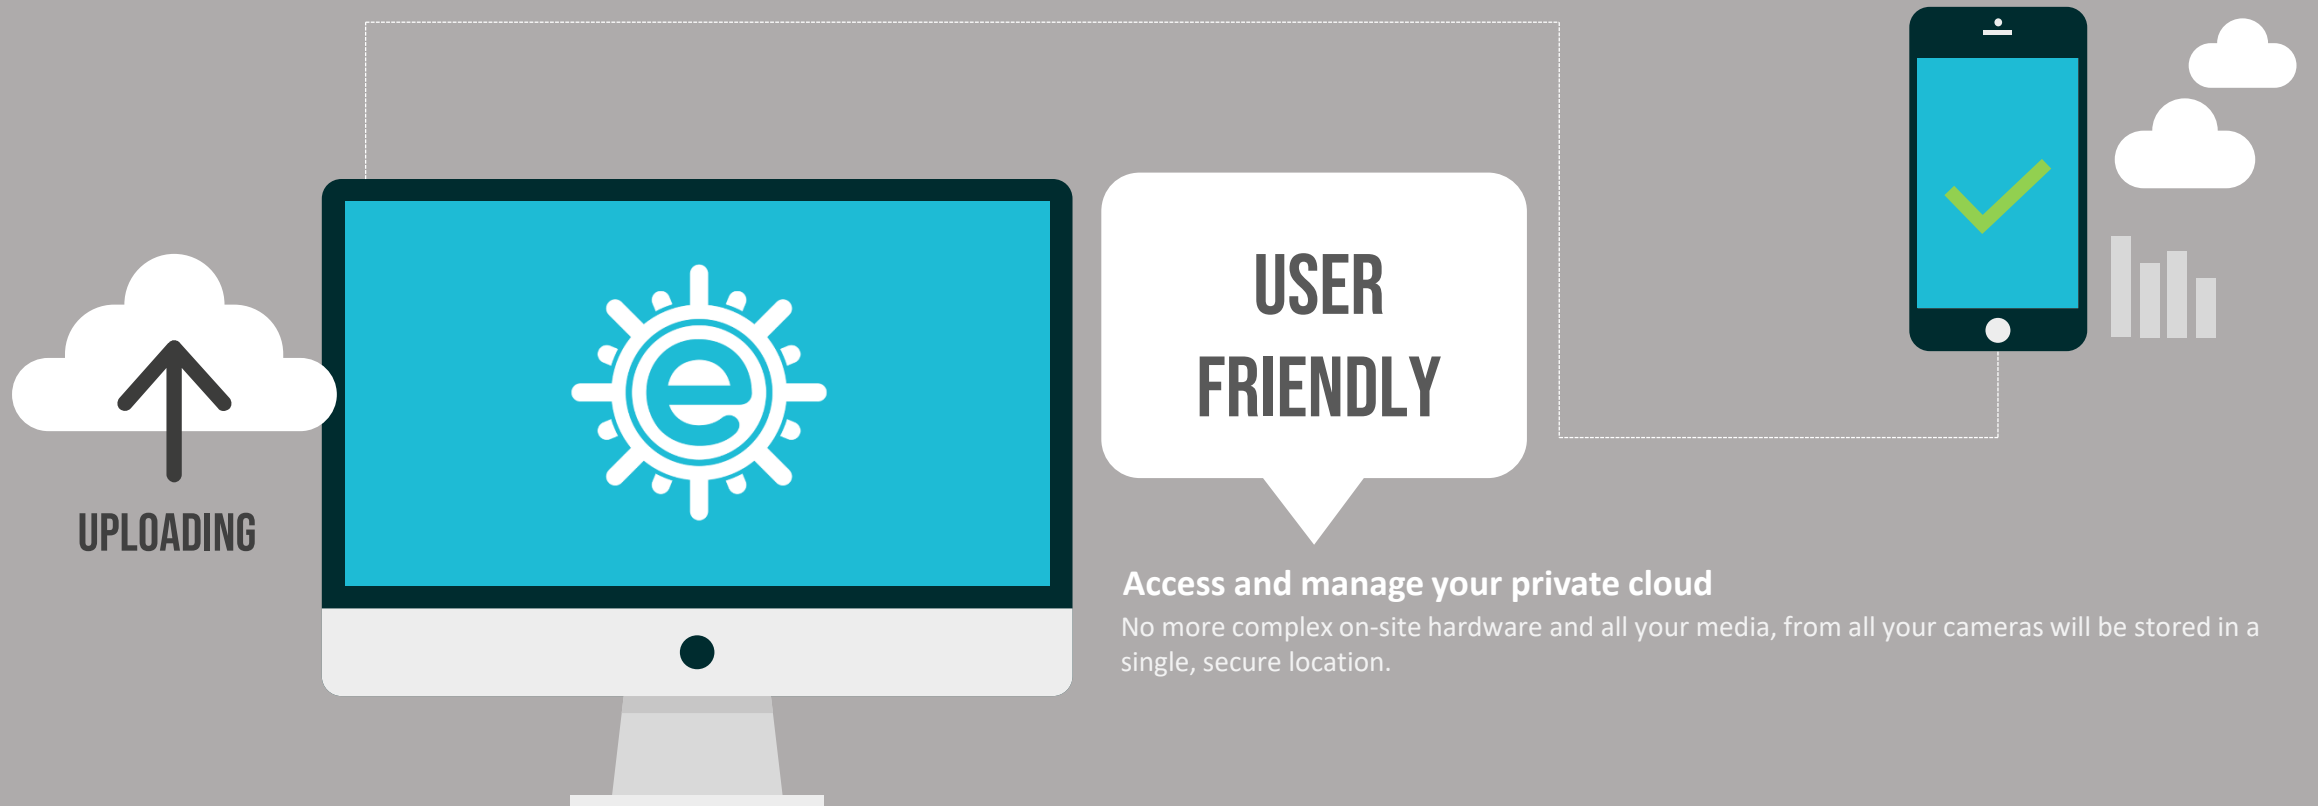 UPLOADING
e
USER
FRIENDLY
Access and manage your private cloud
No more complex on-site hardware and all your media, from all your cameras will be stored in a
single, secure location.